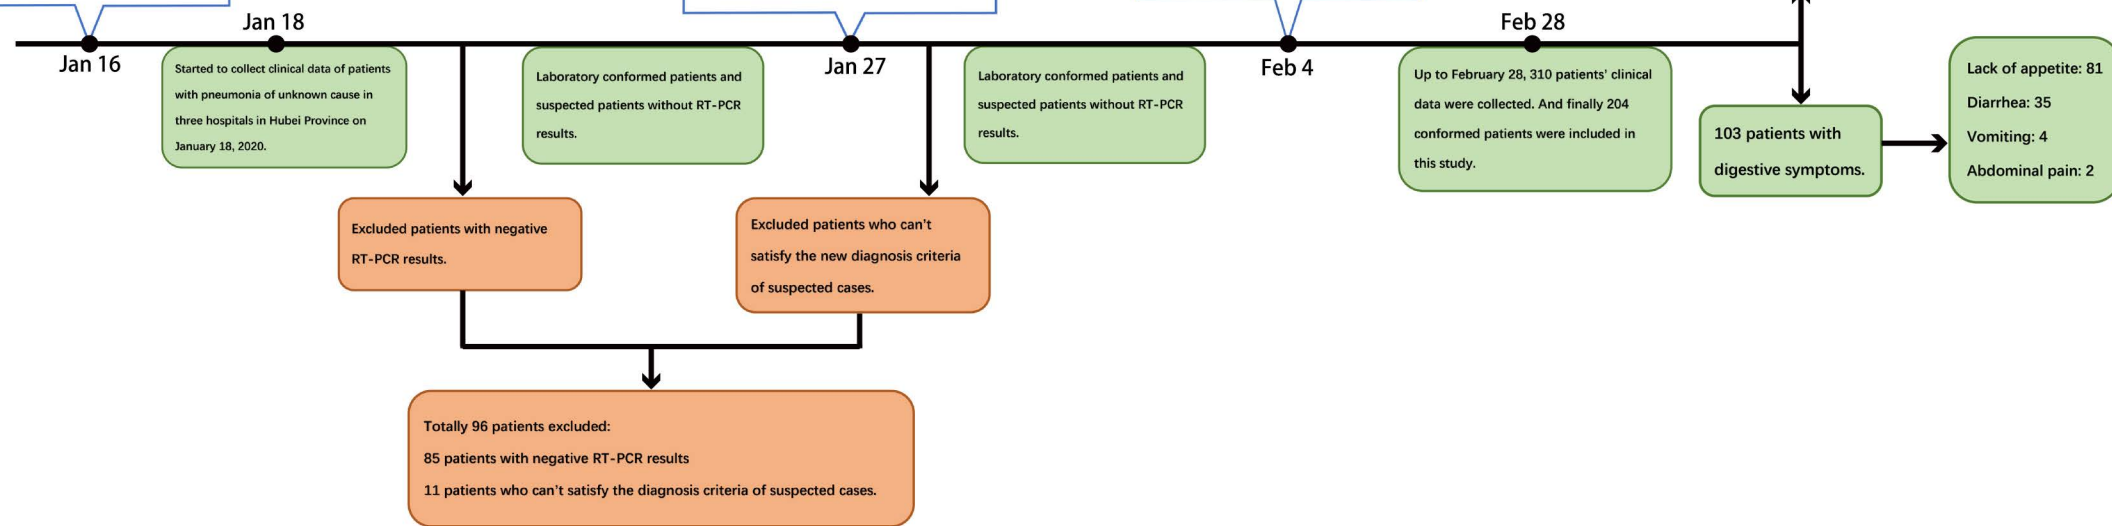 Jan 18
Feb 28
Jan 16
Jan 27
Feb 4
Started to collect clinical data of patients
with pneumonia of unknown cause in
three hospitals in Hubei Province on
January 18, 2020.
Laboratory conformed patients and
suspected patients without RT-PCR
results.
Laboratory conformed patients and
suspected patients without RT-PCR
results.
Up to February 28, 310 patients' clinical
data were collected. And finally 204
conformed patients were included in
this study.
103 patients with
digestive symptoms.
Lack of appetite: 81
Diarrhea: 35
Vomiting: 4
Abdominal pain: 2
Excluded patients with negative
RT-PCR results.
Excluded patients who can't
satisfy the new diagnosis criteria
of suspected cases.
Totally 96 patients excluded:
85 patients with negative RT-PCR results
11 patients who can't satisfy the diagnosis criteria of suspected cases.